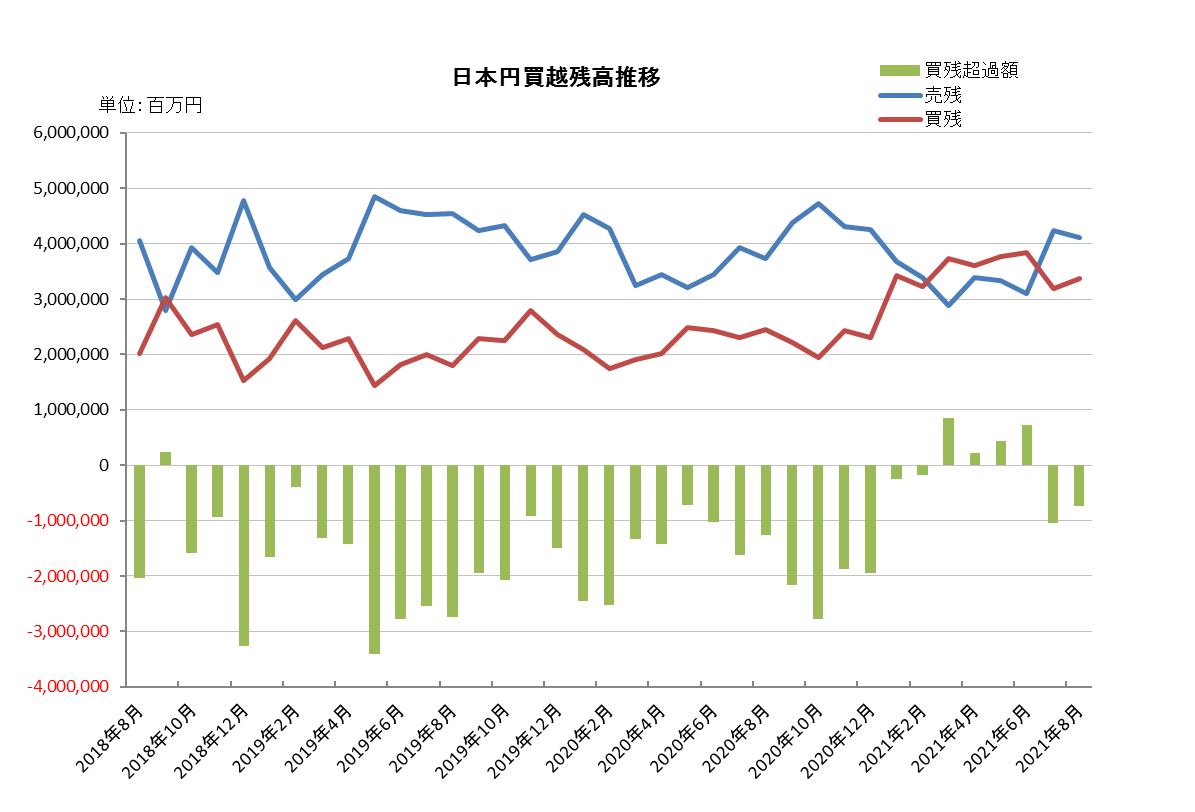 日本円買越残高推移
買残超過額
売残
買残
単位：百万円
6,000,000
5,000,000
4,000,000
3,000,000
2,000,000
1,000,000
0
-1,000,000
-2,000,000
-3,000,000
-4,000,000
2018年8月
2018年10月
2018年12月
2019年2月
2019年4月
2019年6月
2019年8月
2019年10月
2019年12月
2020年2月
2020年4月
2020年6月
2020年8月
2020年10月
2020年12月
2021年2月
2021年4月
2021年6月
2021年8月